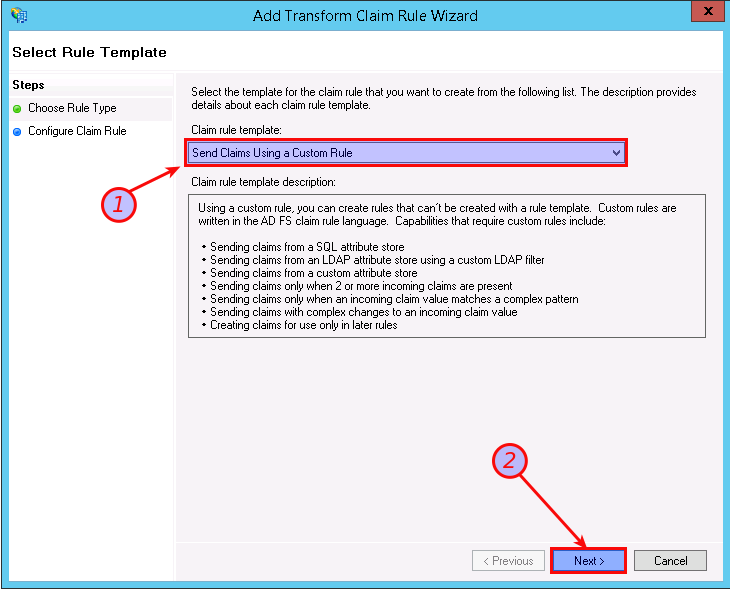 Add Transform Claim Rule Wizard
x
Select Rule Template
Steps
Choose Rule Type
Configure Claim Rule
Select the template for the claim rule that you want to create from the following list. The description provides
details about each claim rule template.
Claim rule template:
Send Claims Using a Custom Rule
1
Claim rule template description:
Using a custom rule, you can create rules that can´t be created with a rule template. Custom rules are
written in the AD FS claim rule language. Capabilities that require custom rules include:
• Sending claims from a SQL attribute store
• Sending claims from an LDAP attribute store using a custom LDAP filter
• Sending claims from a custom attribute store
• Sending claims only when 2 or more incoming claims are present
• Sending claims only when an incoming claim value matches a complex pattern
• Sending claims with complex changes to an incoming claim value
• Creating claims for use only in later rules
2
< Previous
Next >
Cancel